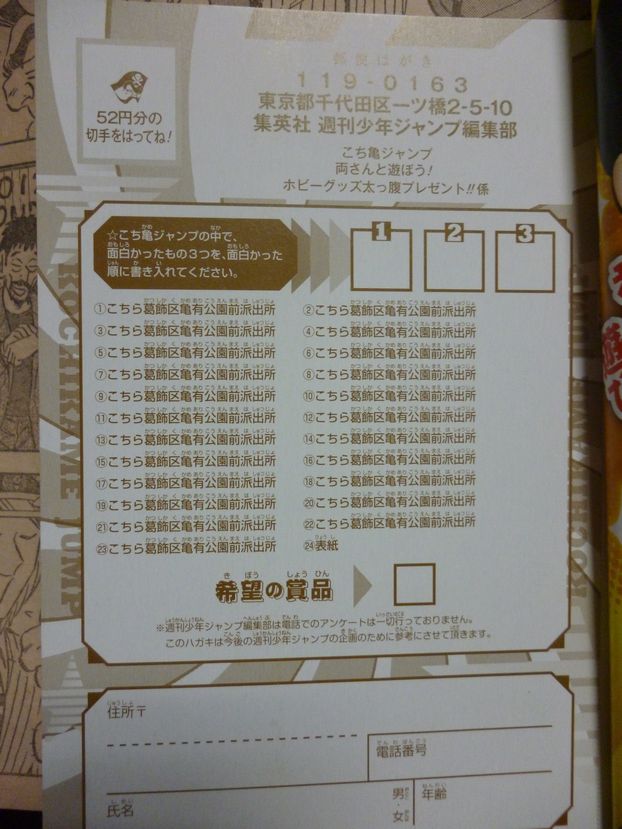 郵便はがき
119-0163
東京都千代田区一ツ橋2-5-10
集英社 週刊少年ジャンプ編集部
こち亀ジャンプ
両さんと遊ぼう!
ホビーグッズ太っ腹プレゼント!!係
52円分の
切手をはってね!
☆こち亀ジャンプの中で、
面白かったもの3つを、面白かった
順に書き入れてください。
1 2 3
①こちら葛飾区亀有公園前派出所 ②こちら葛飾区亀有公園前派出所
③こちら葛飾区亀有公園前派出所 ④こちら葛飾区亀有公園前派出所
⑤こちら葛飾区亀有公園前派出所 ⑥こちら葛飾区亀有公園前派出所
⑦こちら葛飾区亀有公園前派出所 ⑧こちら葛飾区亀有公園前派出所
⑨こちら葛飾区亀有公園前派出所 ⑩こちら葛飾区亀有公園前派出所
⑪こちら葛飾区亀有公園前派出所 ⑫こちら葛飾区亀有公園前派出所
⑬こちら葛飾区亀有公園前派出所 ⑭こちら葛飾区亀有公園前派出所
⑮こちら葛飾区亀有公園前派出所 ⑯こちら葛飾区亀有公園前派出所
⑰こちら葛飾区亀有公園前派出所 ⑱こちら葛飾区亀有公園前派出所
⑲こちら葛飾区亀有公園前派出所 ⑳こちら葛飾区亀有公園前派出所
㉑こちら葛飾区亀有公園前派出所 ㉒こちら葛飾区亀有公園前派出所
㉓こちら葛飾区亀有公園前派出所 ㉔表紙
希望の賞品
※週刊少年ジャンプ編集部は電話でのアンケートは一切行っておりません。
このハガキは今後の週刊少年ジャンプの企画のために参考にさせて頂きます。
住所〒
電話番号
氏名 男・女 年齢
KOCHIKAME JUMP